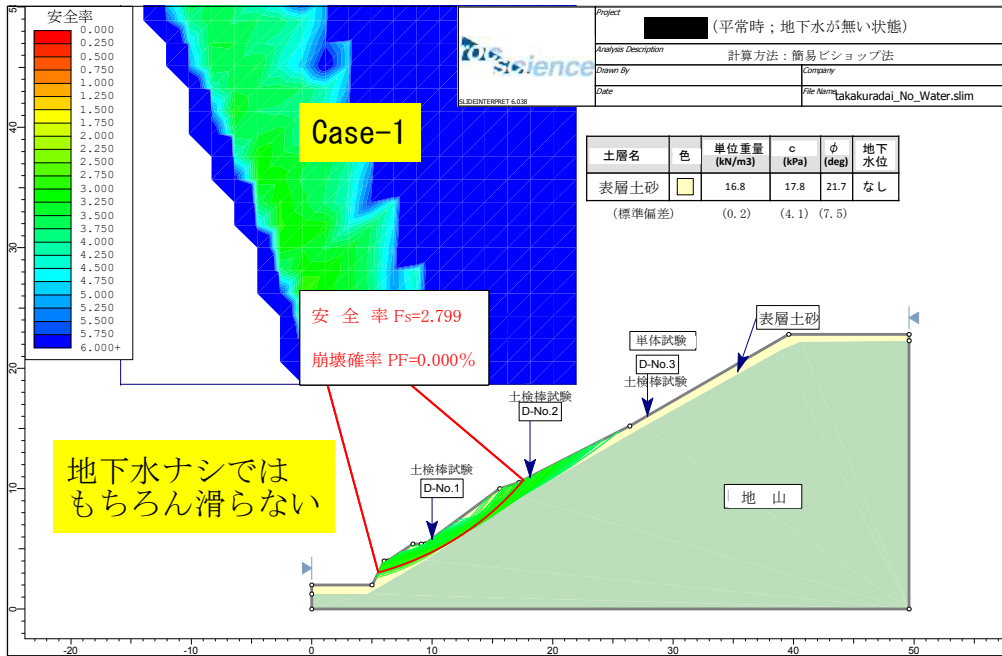 安全率
0.000
0.250
0.500
0.750
1.000
1.250
1.500
1.750
2.000
2.250
2.500
2.750
3.000
3.250
3.500
3.750
4.000
4.250
4.500
4.750
5.000
5.250
5.500
5.750
6.000+
Case-1
rocscience
SLIDEINTERPRET 6.038
Project
(平常時；地下水が無い状態)
Analysis Description
計算方法：簡易ビショップ法
Drawn By
Company
Date
File Name
takakuradai_No_Water.slim
土層名 色 単位重量 (kN/m3) c (kPa) ϕ (deg) 地下水位
表層土砂 16.8 17.8 21.7 なし
(標準偏差) (0.2) (4.1) (7.5)
安 全 率 Fs=2.799
崩壊確率 PF=0.000%
表層土砂
単体試験
D-No.3
土検棒試験
土検棒試験
D-No.2
土検棒試験
D-No.1
地下水ナシでは
もちろん滑らない
地 山
40
30
20
10
0
-20 -10 0 10 20 30 40 50